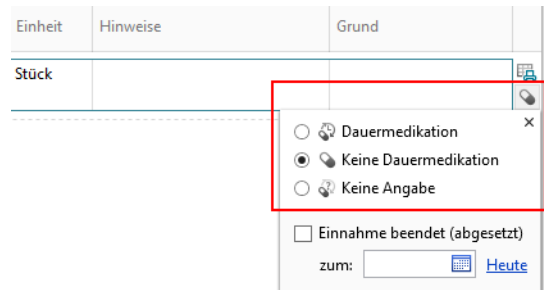 Einheit Hinweise Grund
Stück
Dauermedikation
Keine Dauermedikation
Keine Angabe
Einnahme beendet (abgesetzt)
zum: Heute